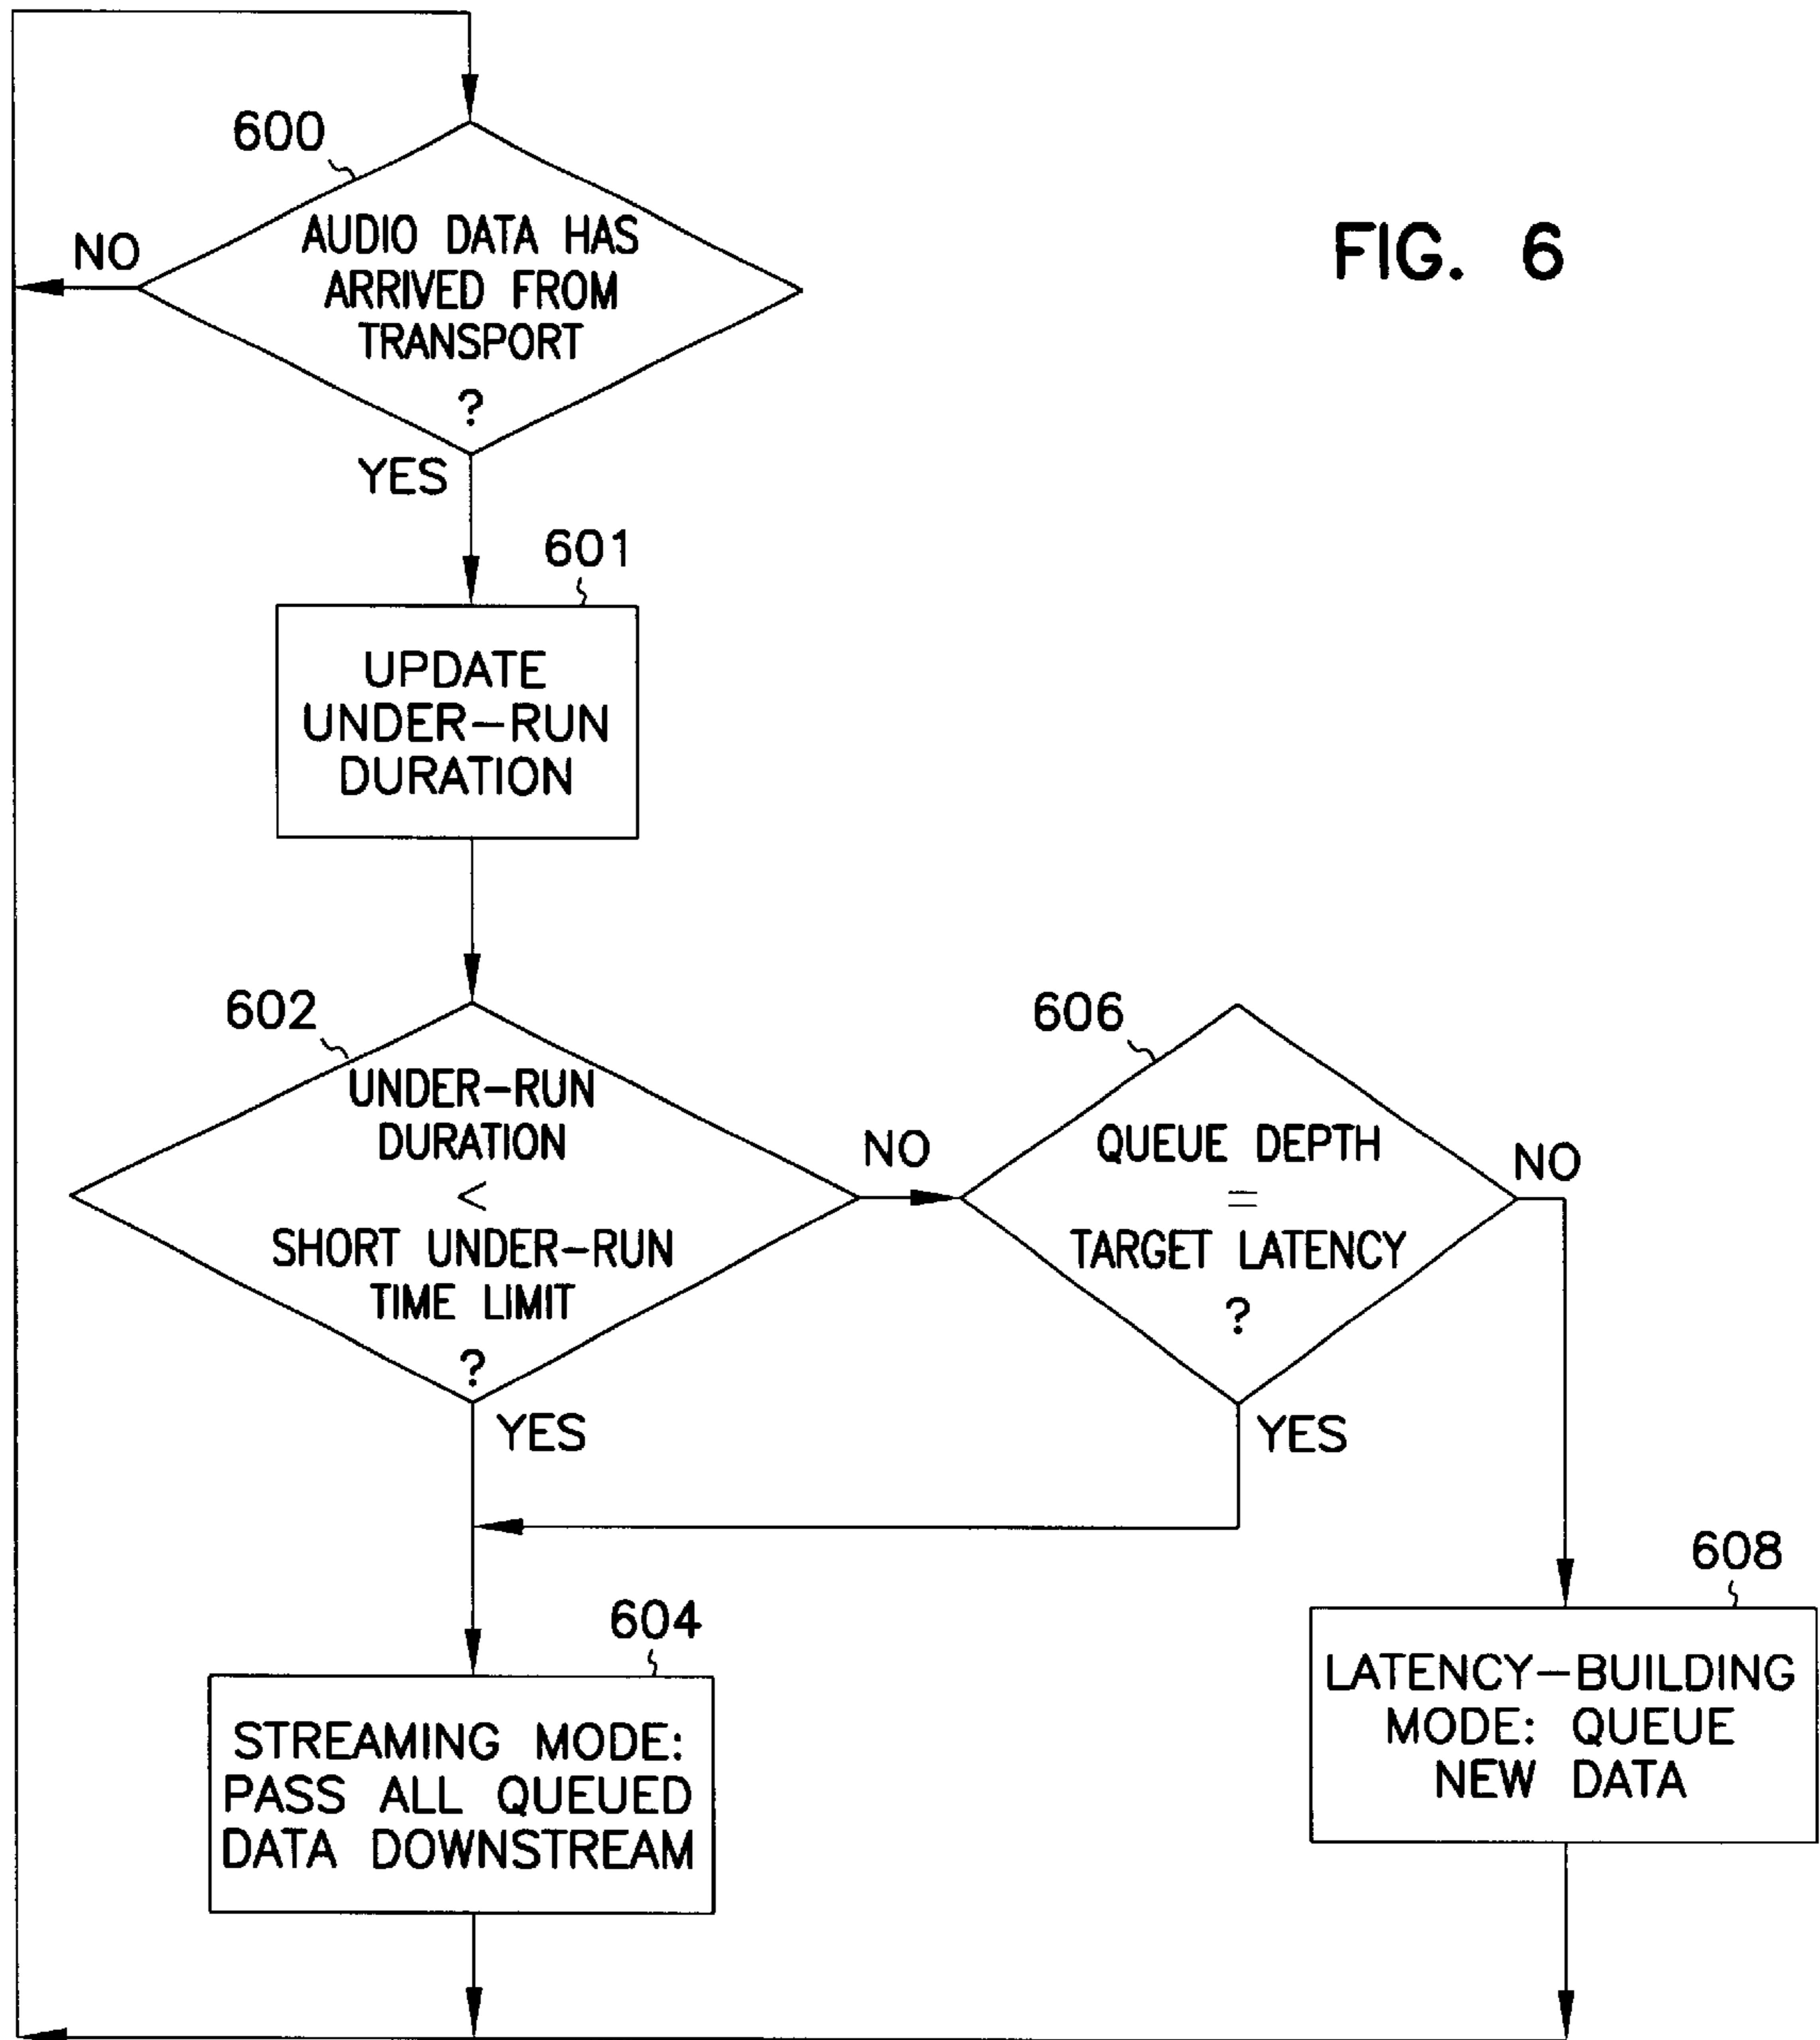 600
FIG. 6
NO
AUDIO DATA HAS
ARRIVED FROM
TRANSPORT
?
YES
601
UPDATE
UNDER-RUN
DURATION
602
UNDER-RUN
DURATION
<
SHORT UNDER-RUN
TIME LIMIT
?
NO
YES
606
QUEUE DEPTH
=
TARGET LATENCY
?
NO
YES
604
STREAMING MODE:
PASS ALL QUEUED
DATA DOWNSTREAM
608
LATENCY-BUILDING
MODE: QUEUE
NEW DATA